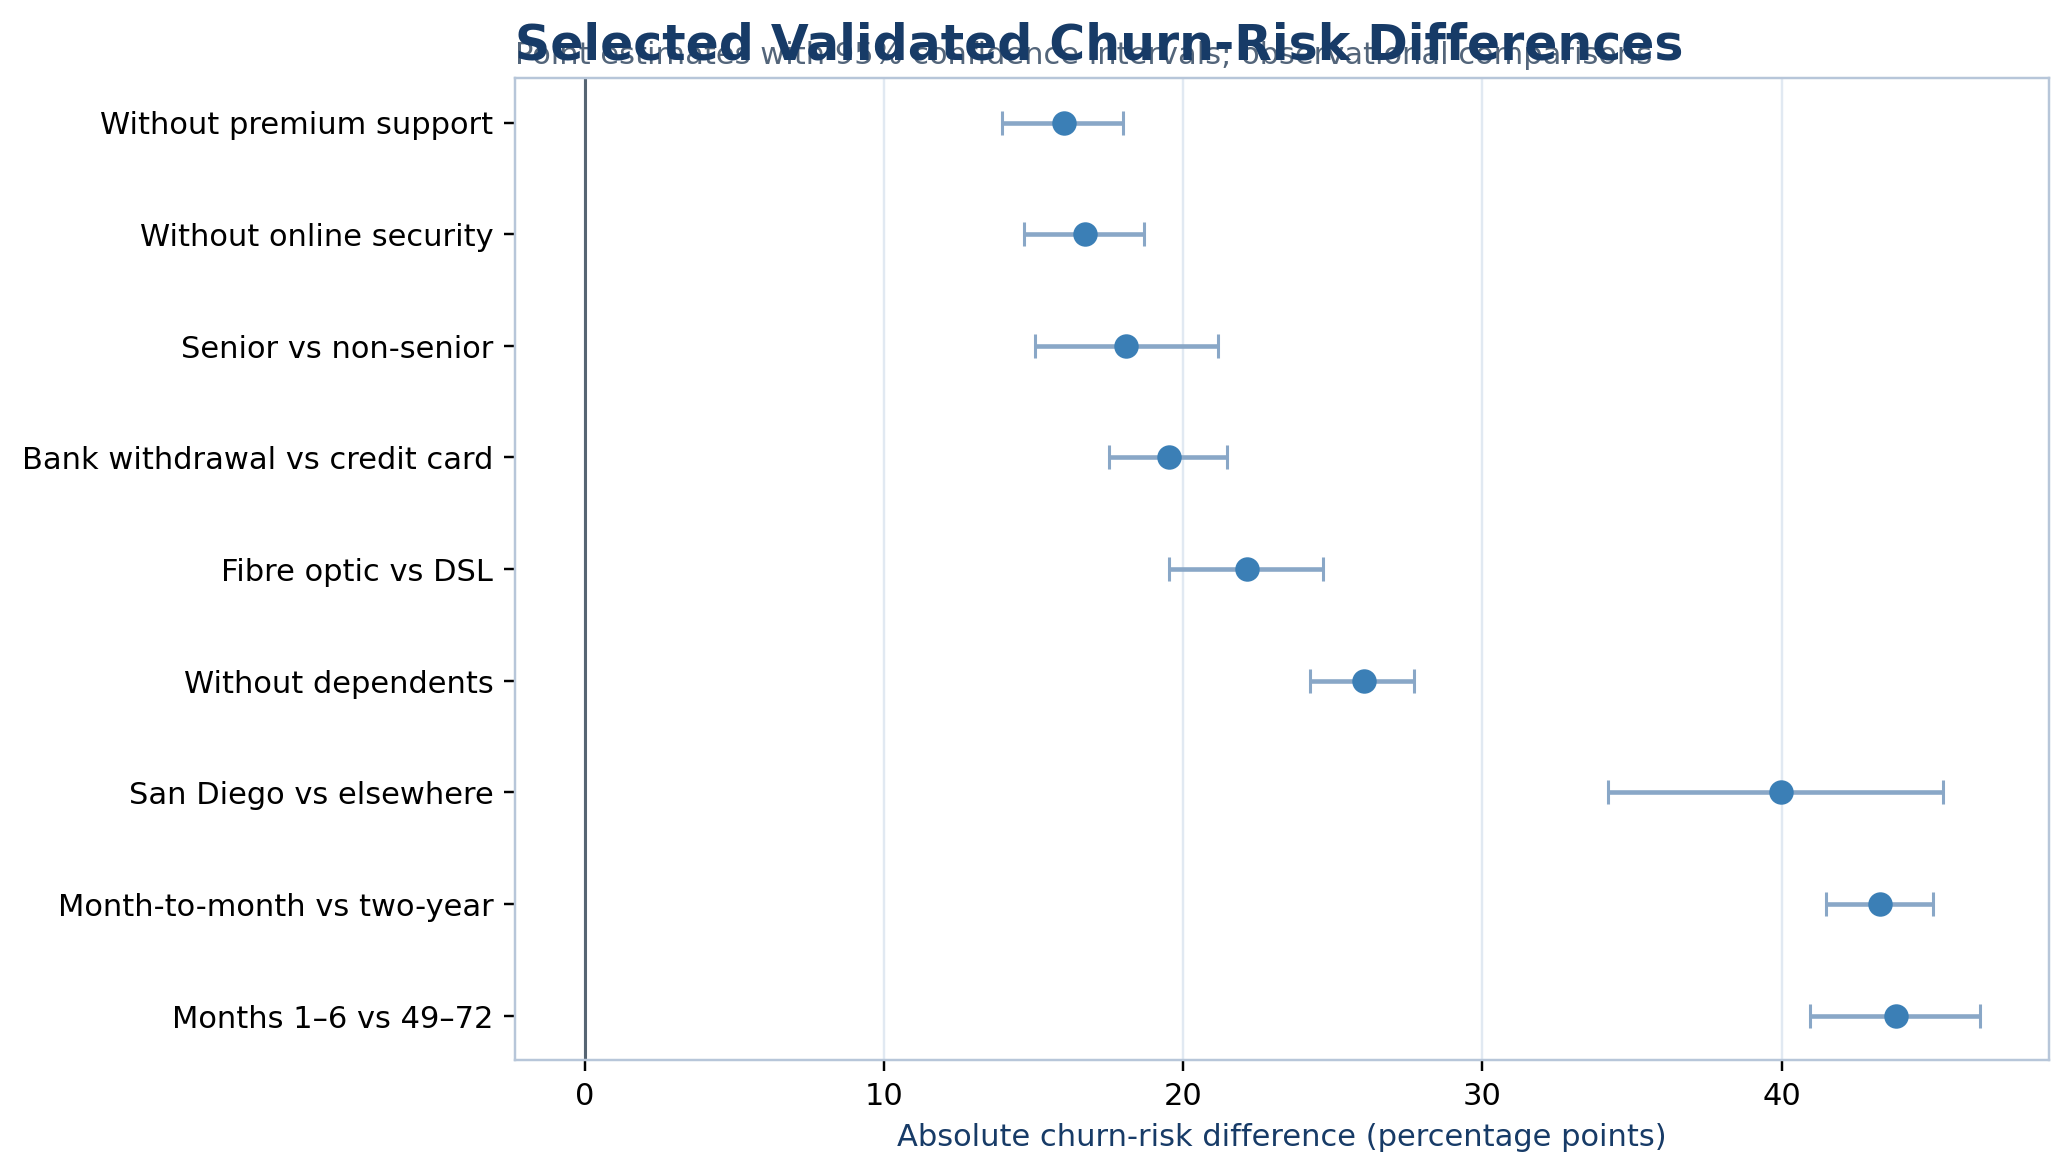 Selected Validated Churn-Risk Differences
Point estimates with 95% confidence intervals; observational comparisons
Without premium support
Without online security
Senior vs non-senior
Bank withdrawal vs credit card
Fibre optic vs DSL
Without dependents
San Diego vs elsewhere
Month-to-month vs two-year
Months 1–6 vs 49–72
0 10 20 30 40
Absolute churn-risk difference (percentage points)